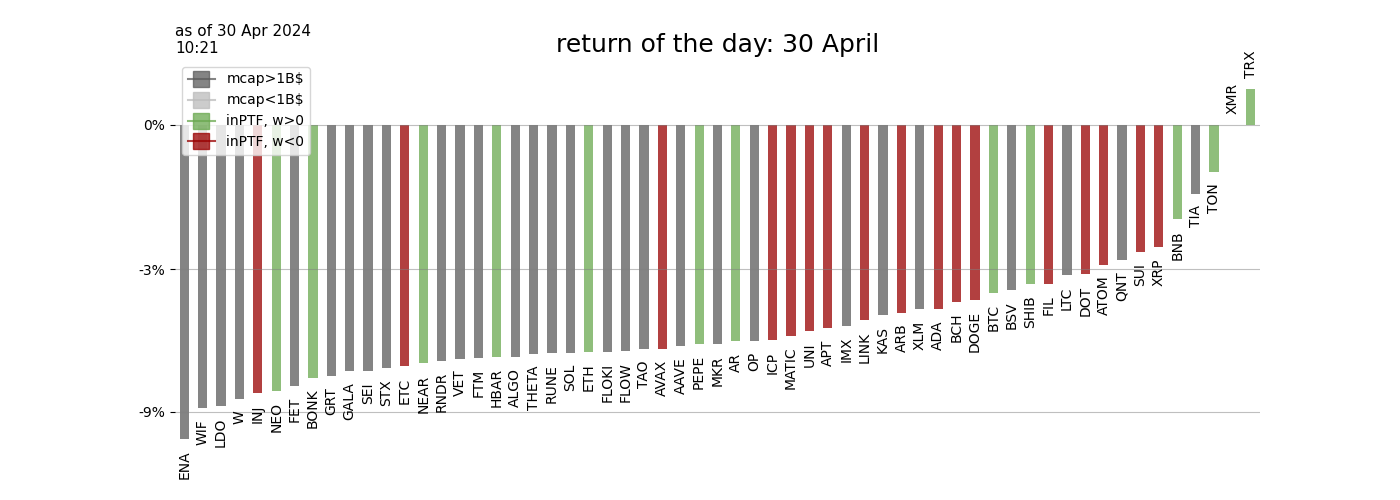 as of 30 Apr 2024
10:21
return of the day: 30 April
mcap>1B$
mcap<1B$
inPTF, w>0
inPTF, w<0
0%
-3%
-9%
ENA
WIF
LDO
W
INJ
NEO
FET
BONK
GRT
GALA
SEI
STX
ETC
NEAR
RNDR
VET
FTM
HBAR
ALGO
THETA
RUNE
SOL
ETH
FLOKI
FLOW
TAO
AVAX
AAVE
PEPE
MKR
AR
OP
ICP
MATIC
UNI
APT
IMX
LINK
KAS
ARB
XLM
ADA
BCH
DOGE
BTC
BSV
SHIB
FIL
LTC
DOT
ATOM
QNT
SUI
XRP
BNB
TIA
TON
XMR
TRX